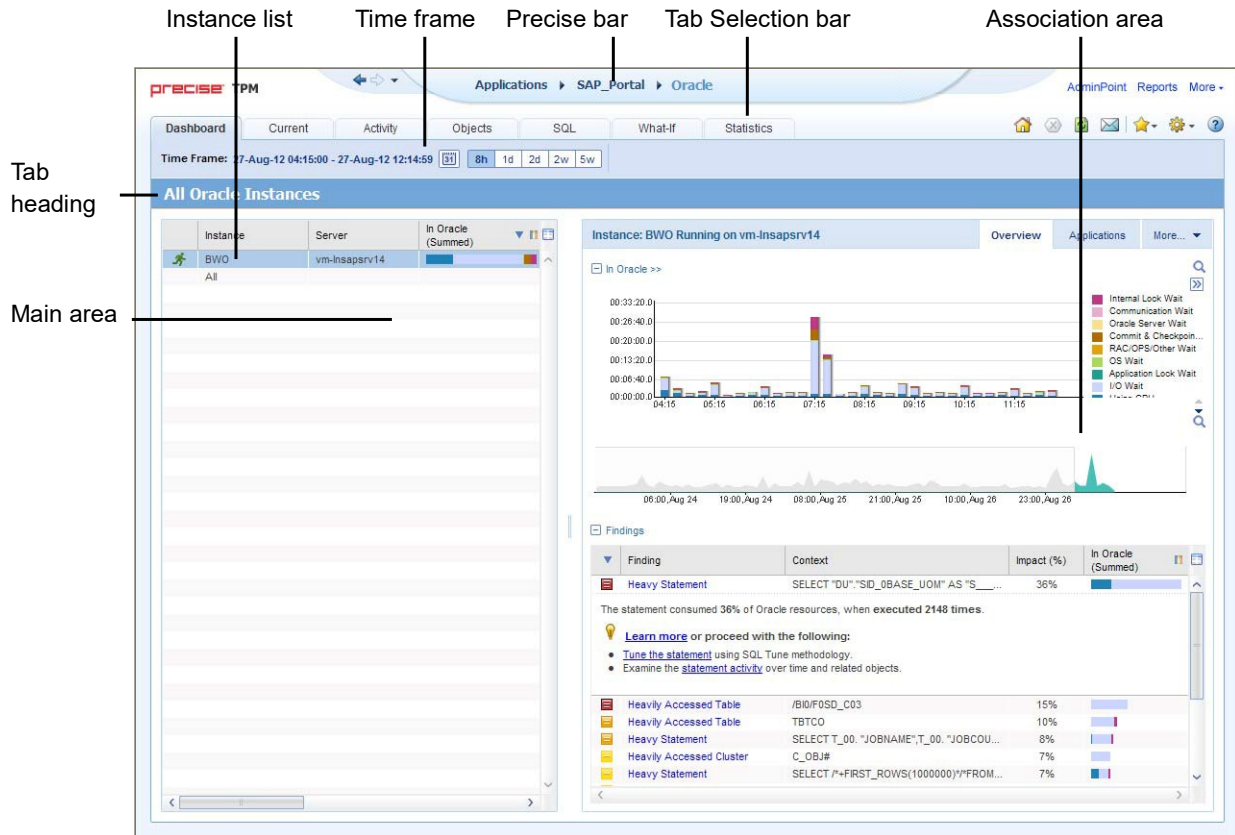 Instance list Time frame Precise bar Tab Selection bar Association area
precise TPM
Applications SAP_Portal Oracle
AdminPoint Reports More
Dashboard Current Activity Objects SQL What-If Statistics
Time Frame: 27-Aug-12 04:15:00 - 27-Aug-12 12:14:59 31 8h 1d 2d 2w 5w
Tab
heading
All Oracle Instances
Instance Server In Oracle
(Summed)
BWO vm-lnsapsrv14
All
Main area
Instance: BWO Running on vm-lnsapsrv14 Overview Applications More...
In Oracle >>
00:33:20.0
00:26:40.0
00:20:00.0
00:13:20.0
00:06:40.0
00:00:00.0
04:15 05:15 06:15 07:15 08:15 09:15 10:15 11:15
Internal Lock Wait
Communication Wait
Oracle Server Wait
Commit & Checkpoin...
RAC/OPS/Other Wait
OS Wait
Application Lock Wait
I/O Wait
Using CPU
06:00,Aug 24 19:00,Aug 24 08:00,Aug 25 21:00,Aug 25 10:00,Aug 26 23:00,Aug 26
Findings
Finding Context Impact (%) In Oracle
(Summed)
Heavy Statement SELECT "DU"."SID_0BASE_UOM" AS "S___... 36%
The statement consumed 36% of Oracle resources, when executed 2148 times.
Learn more or proceed with the following:
• Tune the statement using SQL Tune methodology.
• Examine the statement activity over time and related objects.
Heavily Accessed Table /BI0/F0SD_C03 15%
Heavily Accessed Table TBTCO 10%
Heavy Statement SELECT T_00. "JOBNAME",T_00. "JOBCOU... 8%
Heavily Accessed Cluster C_OBJ# 7%
Heavy Statement SELECT /*+FIRST_ROWS(1000000)*/*FROM... 7%